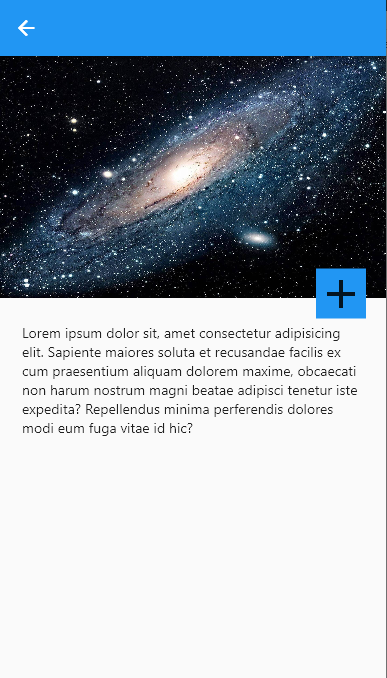 Lorem ipsum dolor sit, amet consectetur adipisicing
elit. Sapiente maiores soluta et recusandae facilis ex
cum praesentium aliquam dolorem maxime, obcaecati
non harum nostrum magni beatae adipisci tenetur iste
expedita? Repellendus minima perferendis dolores
modi eum fuga vitae id hic?